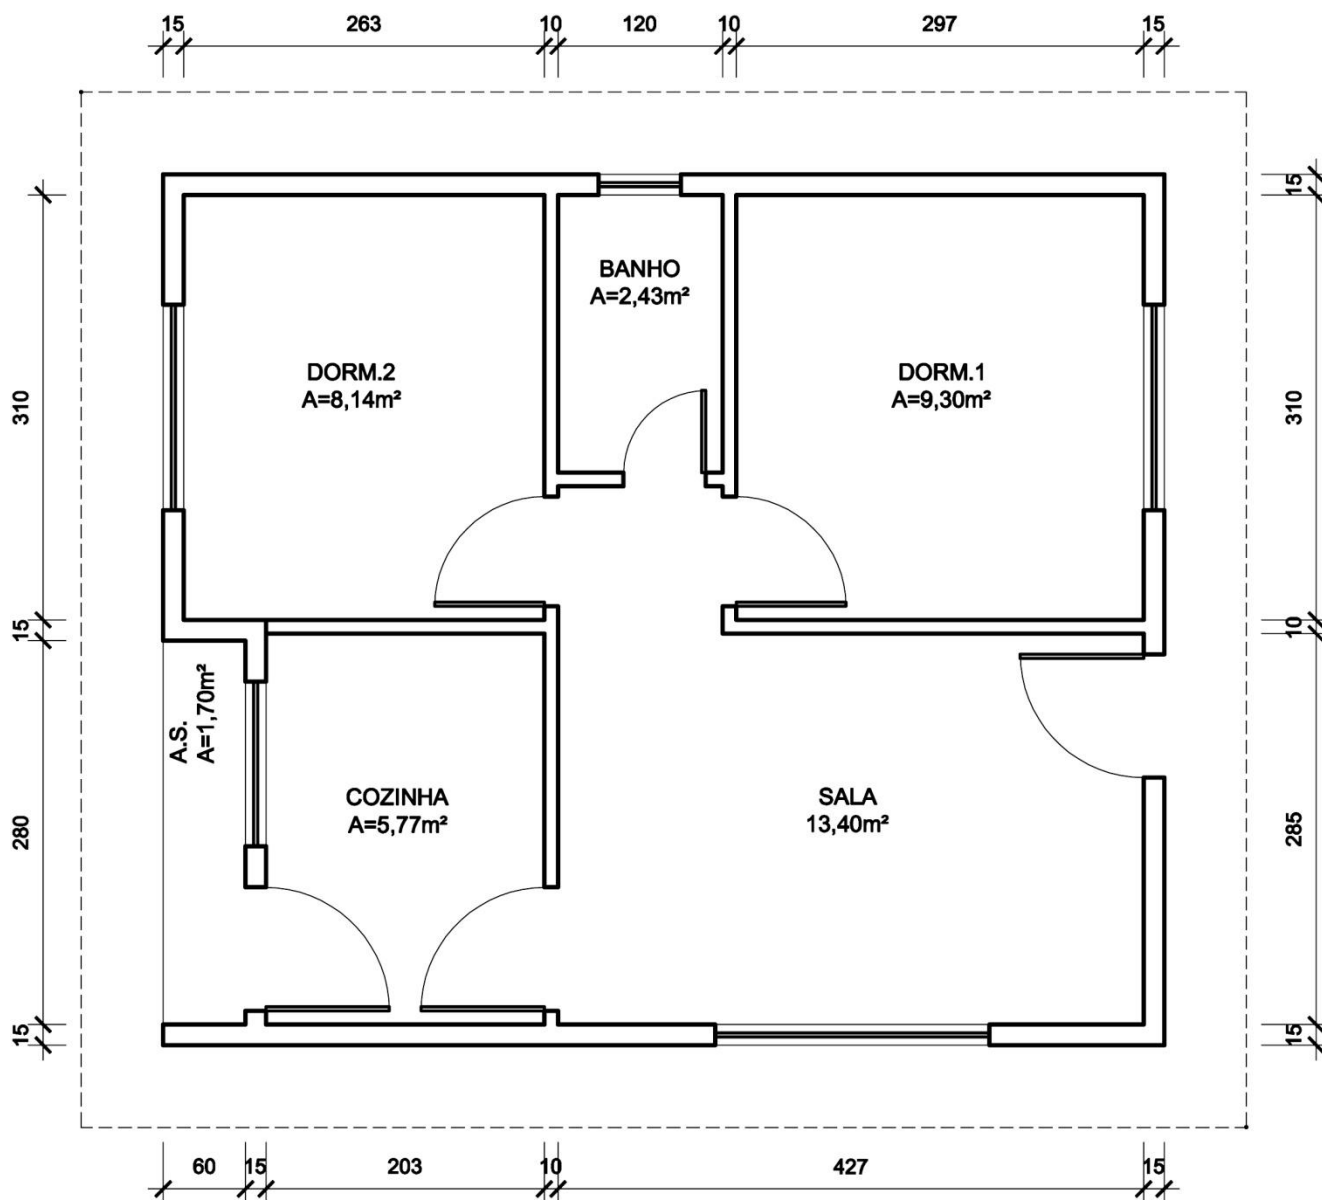 15 263 10 120 10 297 15
15
BANHO
A=2,43m²
DORM.2
A=8,14m²
DORM.1
A=9,30m²
310
310
15
10
A.S.
A=1,70m²
COZINHA
A=5,77m²
SALA
13,40m²
280
285
15
15
60 15 203 10 427 15